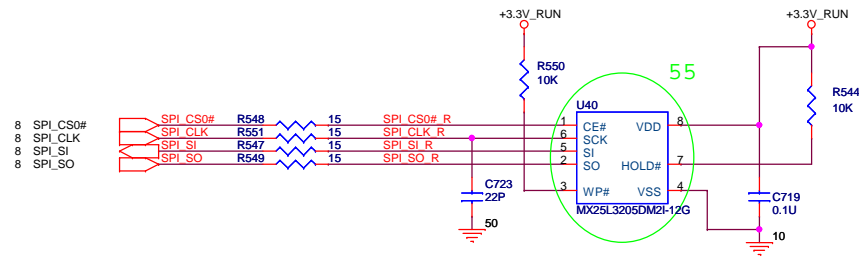 +3.3V_RUN
+3.3V_RUN
R550
10K
55
U40
R544
10K
8 SPI_CS0# SPI_CS0# R548 15 SPI_CS0#_R 1 CE# VDD 8
8 SPI_CLK SPI_CLK R551 15 SPI_CLK_R 6 SCK
8 SPI_SI SPI_SI R547 15 SPI_SI_R 5 SI
8 SPI_SO SPI_SO R549 15 SPI_SO_R 2 SO HOLD# 7
3 WP# VSS 4
C723
22P
C719
0.1U
MX25L3205DM2I-12G
50
10